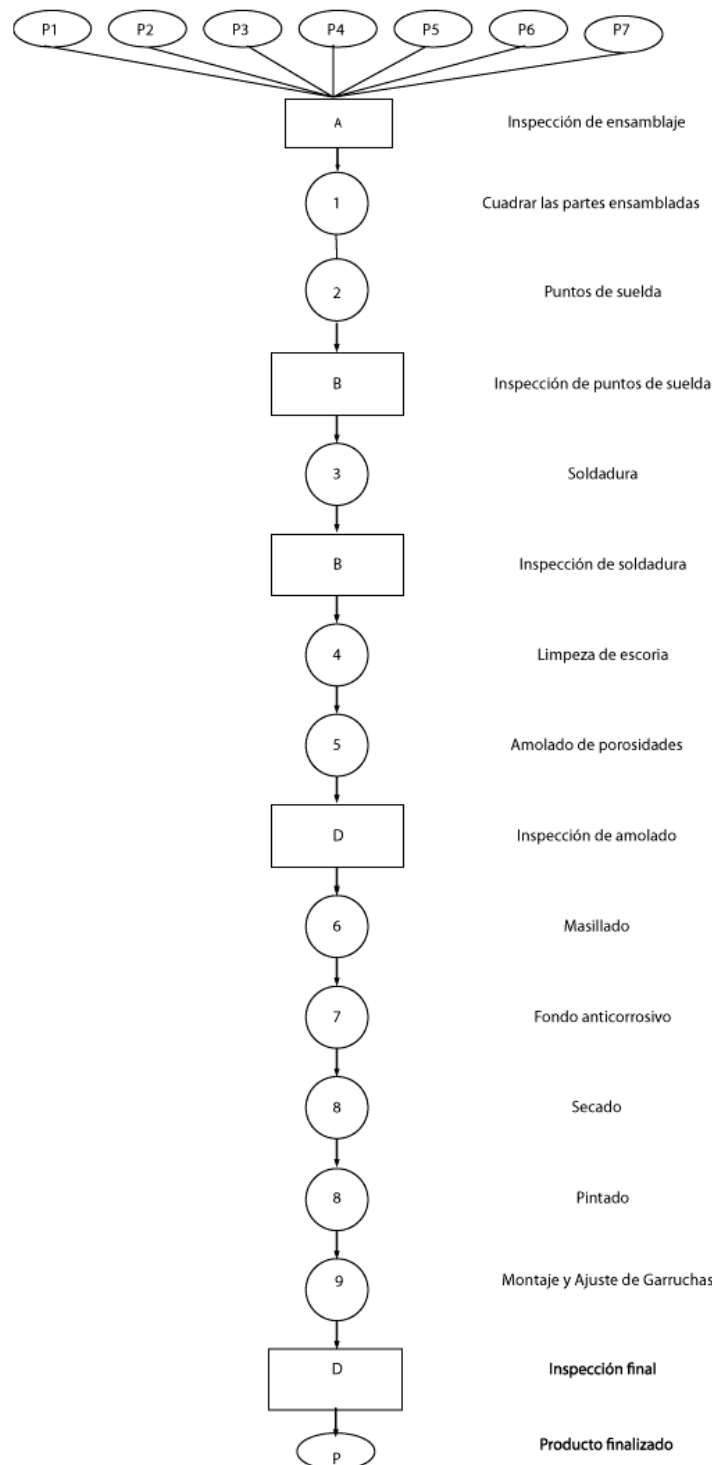 P1 P2 P3 P4 P5 P6 P7
A Inspección de ensamblaje
1 Cuadrar las partes ensambladas
2 Puntos de suelda
B Inspección de puntos de suelda
3 Soldadura
B Inspección de soldadura
4 Limpeza de escoria
5 Amolado de porosidades
D Inspección de amolado
6 Masillado
7 Fondo anticorrosivo
8 Secado
8 Pintado
9 Montaje y Ajuste de Garruchas
D Inspección final
P Producto finalizado